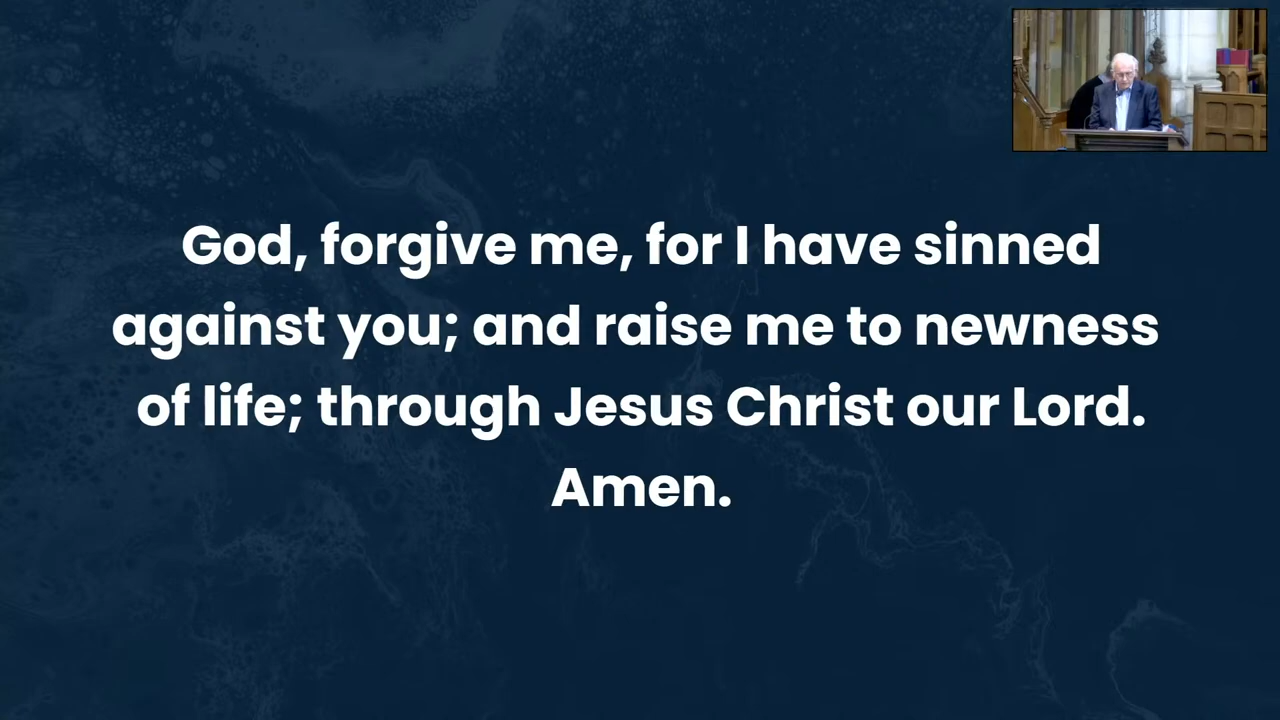 God, forgive me, for I have sinned
against you; and raise me to newness
of life; through Jesus Christ our Lord.
Amen.